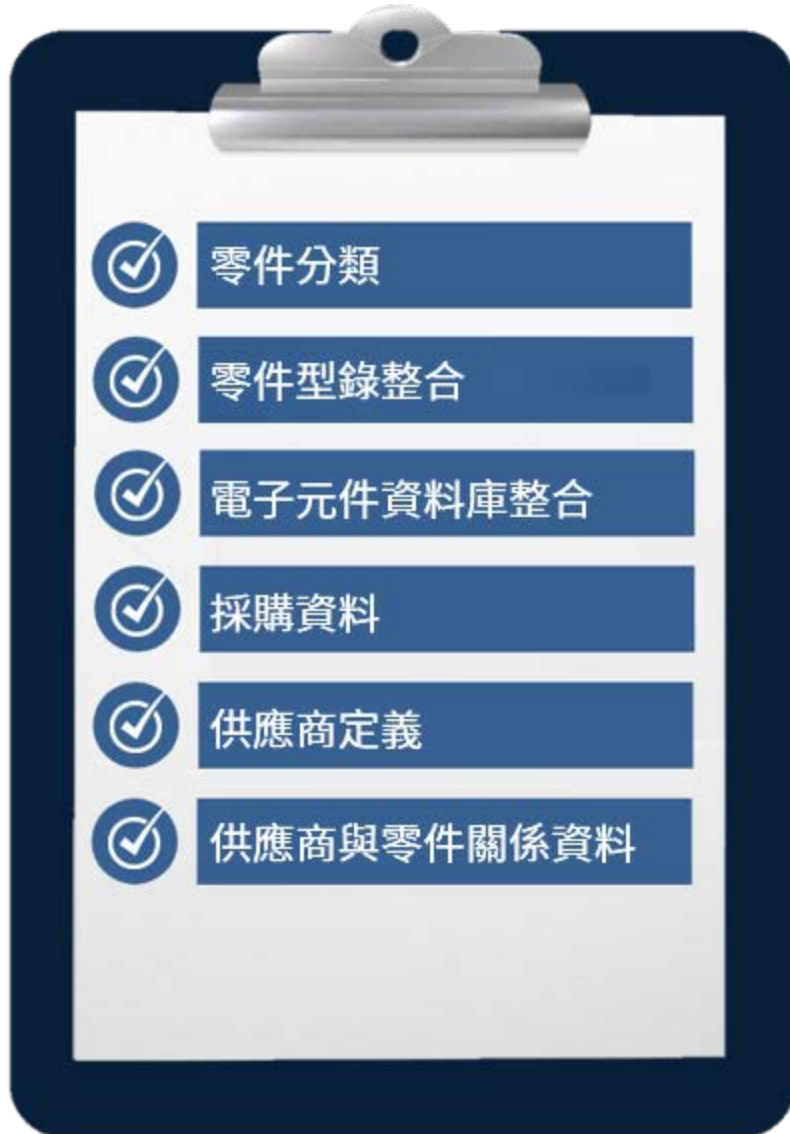 零件分類
零件型錄整合
電子元件資料庫整合
採購資料
供應商定義
供應商與零件關係資料